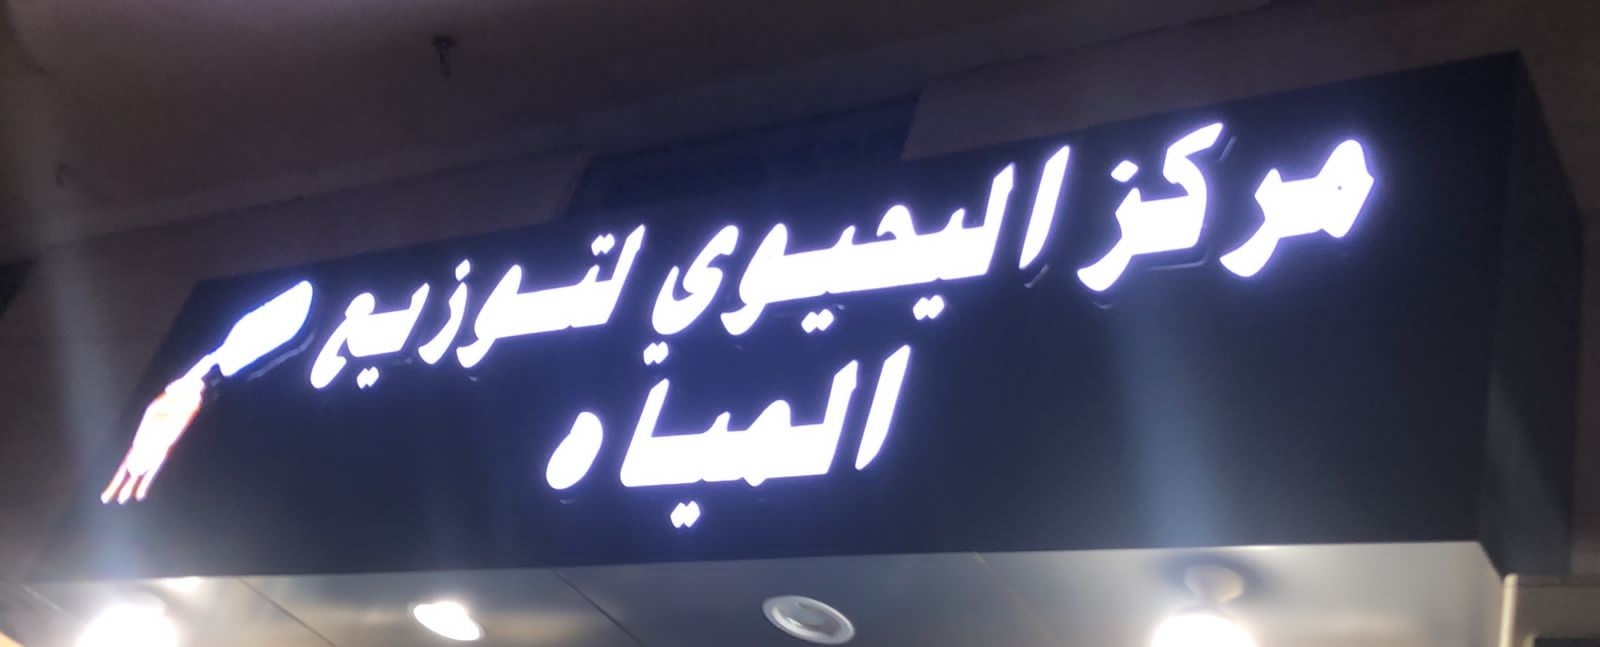 مركز اليحيوي لتوزيع
المياه